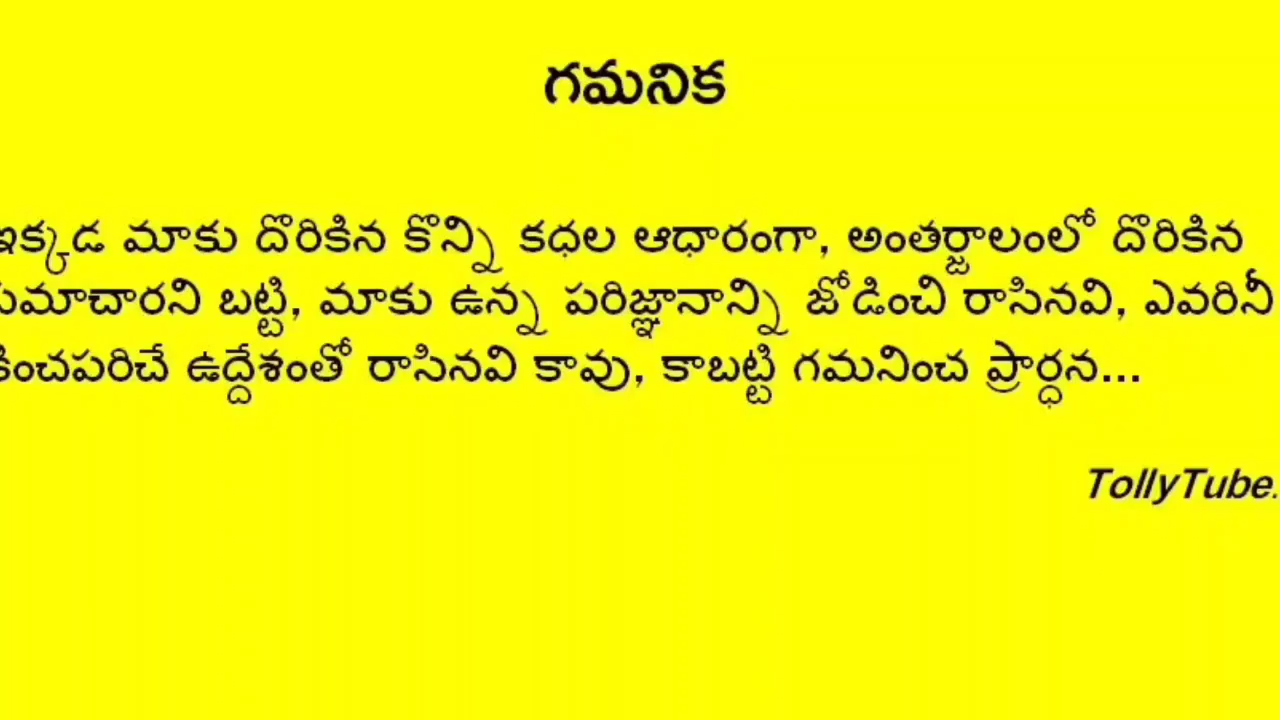 గమనిక
ఇక్కడ మాకు దొరికిన కొన్ని కధల ఆధారంగా, అంతర్జాలంలో దొరికిన
సమాచారని బట్టి, మాకు ఉన్న పరిజ్ఞానాన్ని జోడించి రాసినవి, ఎవరినీ
కించపరిచే ఉద్దేశంతో రాసినవి కావు, కాబట్టి గమనించ ప్రార్ధన...
TollyTube.